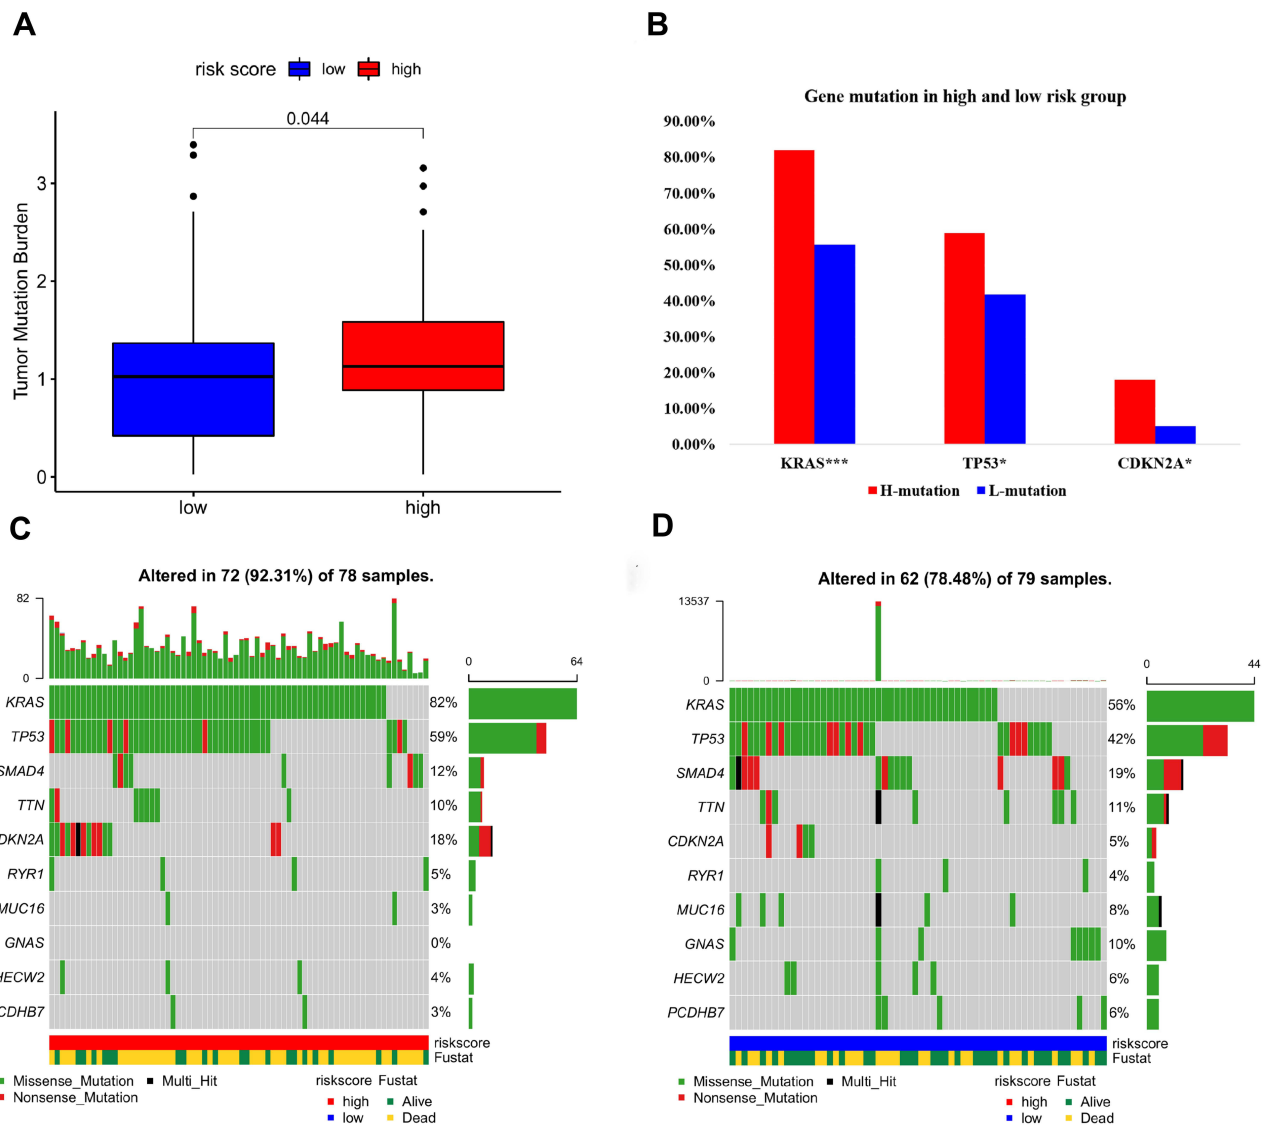 A
risk score low high
0.044
Tumor Mutation Burden
3
2
1
0
low high
B
Gene mutation in high and low risk group
90.00%
80.00%
70.00%
60.00%
50.00%
40.00%
30.00%
20.00%
10.00%
0.00%
KRAS*** TP53* CDKN2A*
H-mutation L-mutation
C
Altered in 72 (92.31%) of 78 samples.
82
0
0 64
KRAS 82%
TP53 59%
SMAD4 12%
TTN 10%
DKN2A 18%
RYR1 5%
MUC16 3%
GNAS 0%
HECW2 4%
CDHB7 3%
riskscore
Fustat
Missense_Mutation Multi_Hit
Nonsense_Mutation
riskscore Fustat
high Alive
low Dead
D
Altered in 62 (78.48%) of 79 samples.
13537
0
0 44
KRAS 56%
TP53 42%
SMAD4 19%
TTN 11%
CDKN2A 5%
RYR1 4%
MUC16 8%
GNAS 10%
HECW2 6%
PCDHB7 6%
riskscore
Fustat
Missense_Mutation Multi_Hit
Nonsense_Mutation
riskscore Fustat
high Alive
low Dead